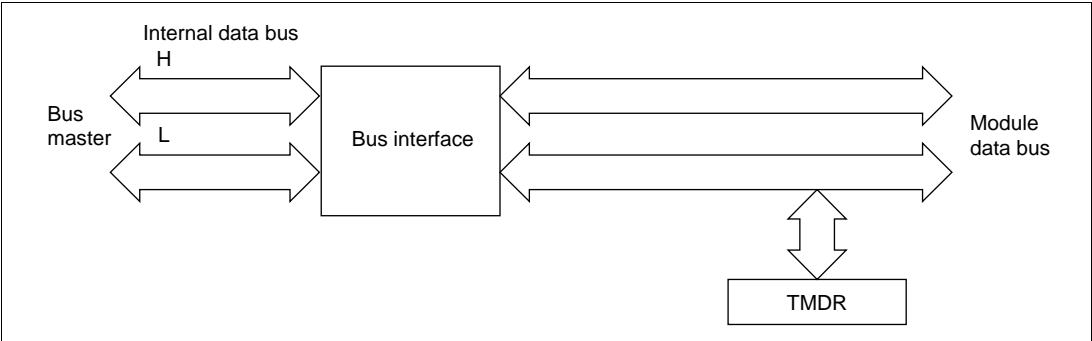 Internal data bus
H
Bus
master
L
Bus interface
Module
data bus
TMDR